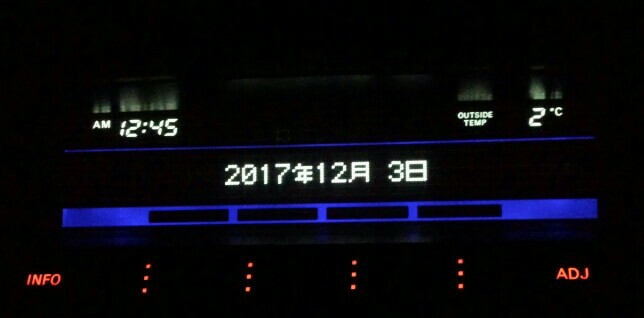 AM 12:45
OUTSIDE TEMP 2°C
2017年12月 3日
INFO
ADJ